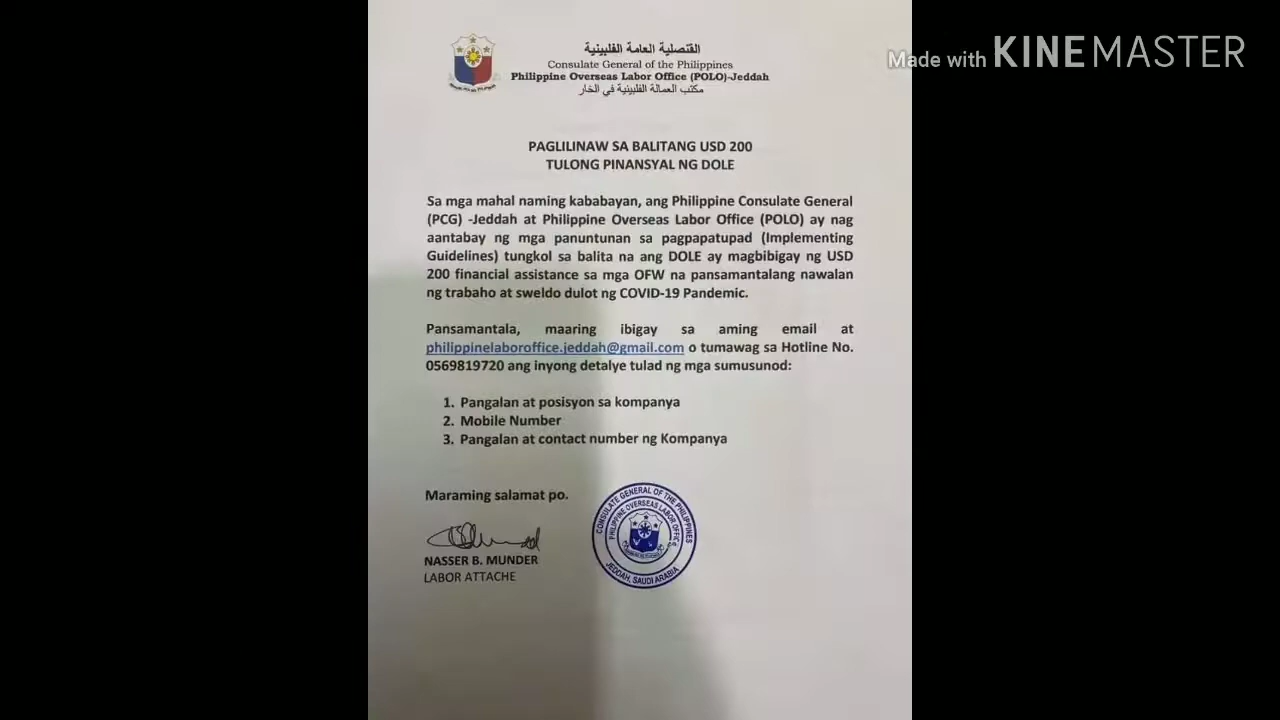 Made with KINEMASTER
القنصلية العامة الفلبينية
Consulate General of the Philippines
Philippine Overseas Labor Office (POLO)-Jeddah
مكتب العمالة الفلبينية في الخار
PAGLILINAW SA BALITANG USD 200
TULONG PINANSYAL NG DOLE
Sa mga mahal naming kababayan, ang Philippine Consulate General
(PCG) -Jeddah at Philippine Overseas Labor Office (POLO) ay nag
aantabay ng mga panuntunan sa pagpapatupad (Implementing
Guidelines) tungkol sa balita na ang DOLE ay magbibigay ng USD
200 financial assistance sa mga OFW na pansamantalang nawalan
ng trabaho at sweldo dulot ng COVID-19 Pandemic.
Pansamantala, maaring ibigay sa aming email at
philippinelaboroffice.jeddah@gmail.com o tumawag sa Hotline No.
0569819720 ang inyong detalye tulad ng mga sumusunod:
1. Pangalan at posisyon sa kompanya
2. Mobile Number
3. Pangalan at contact number ng Kompanya
Maraming salamat po.
NASSER B. MUNDER
LABOR ATTACHE
CONSULATE GENERAL OF THE PHILIPPINES
PHILIPPINE OVERSEAS LABOR OFFICE
JEDDAH, SAUDI ARABIA